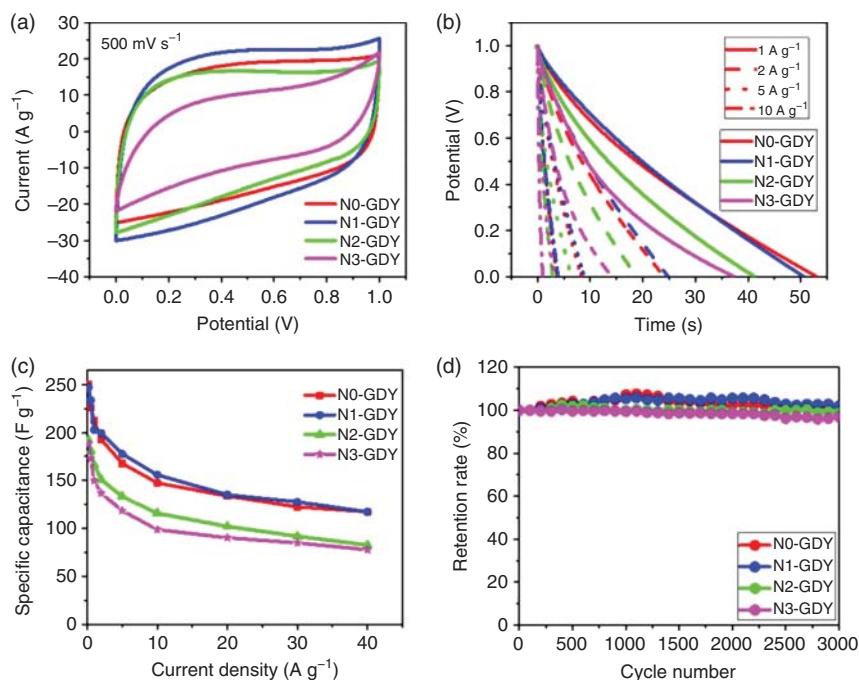 (a)
500 mV s⁻¹
Current (A g⁻¹)
30
20
10
0
−10
−20
−30
−40
0.0
0.2
0.4
0.6
0.8
1.0
Potential (V)
N0-GDY
N1-GDY
N2-GDY
N3-GDY
(b)
Potential (V)
1.0
0.8
0.6
0.4
0.2
0.0
0
10
20
30
40
50
Time (s)
1 A g⁻¹
2 A g⁻¹
5 A g⁻¹
10 A g⁻¹
N0-GDY
N1-GDY
N2-GDY
N3-GDY
(c)
Specific capacitance (F g⁻¹)
250
200
150
100
50
0
0
10
20
30
40
Current density (A g⁻¹)
N0-GDY
N1-GDY
N2-GDY
N3-GDY
(d)
Retention rate (%)
120
100
80
60
40
20
0
0
500
1000
1500
2000
2500
3000
Cycle number
N0-GDY
N1-GDY
N2-GDY
N3-GDY